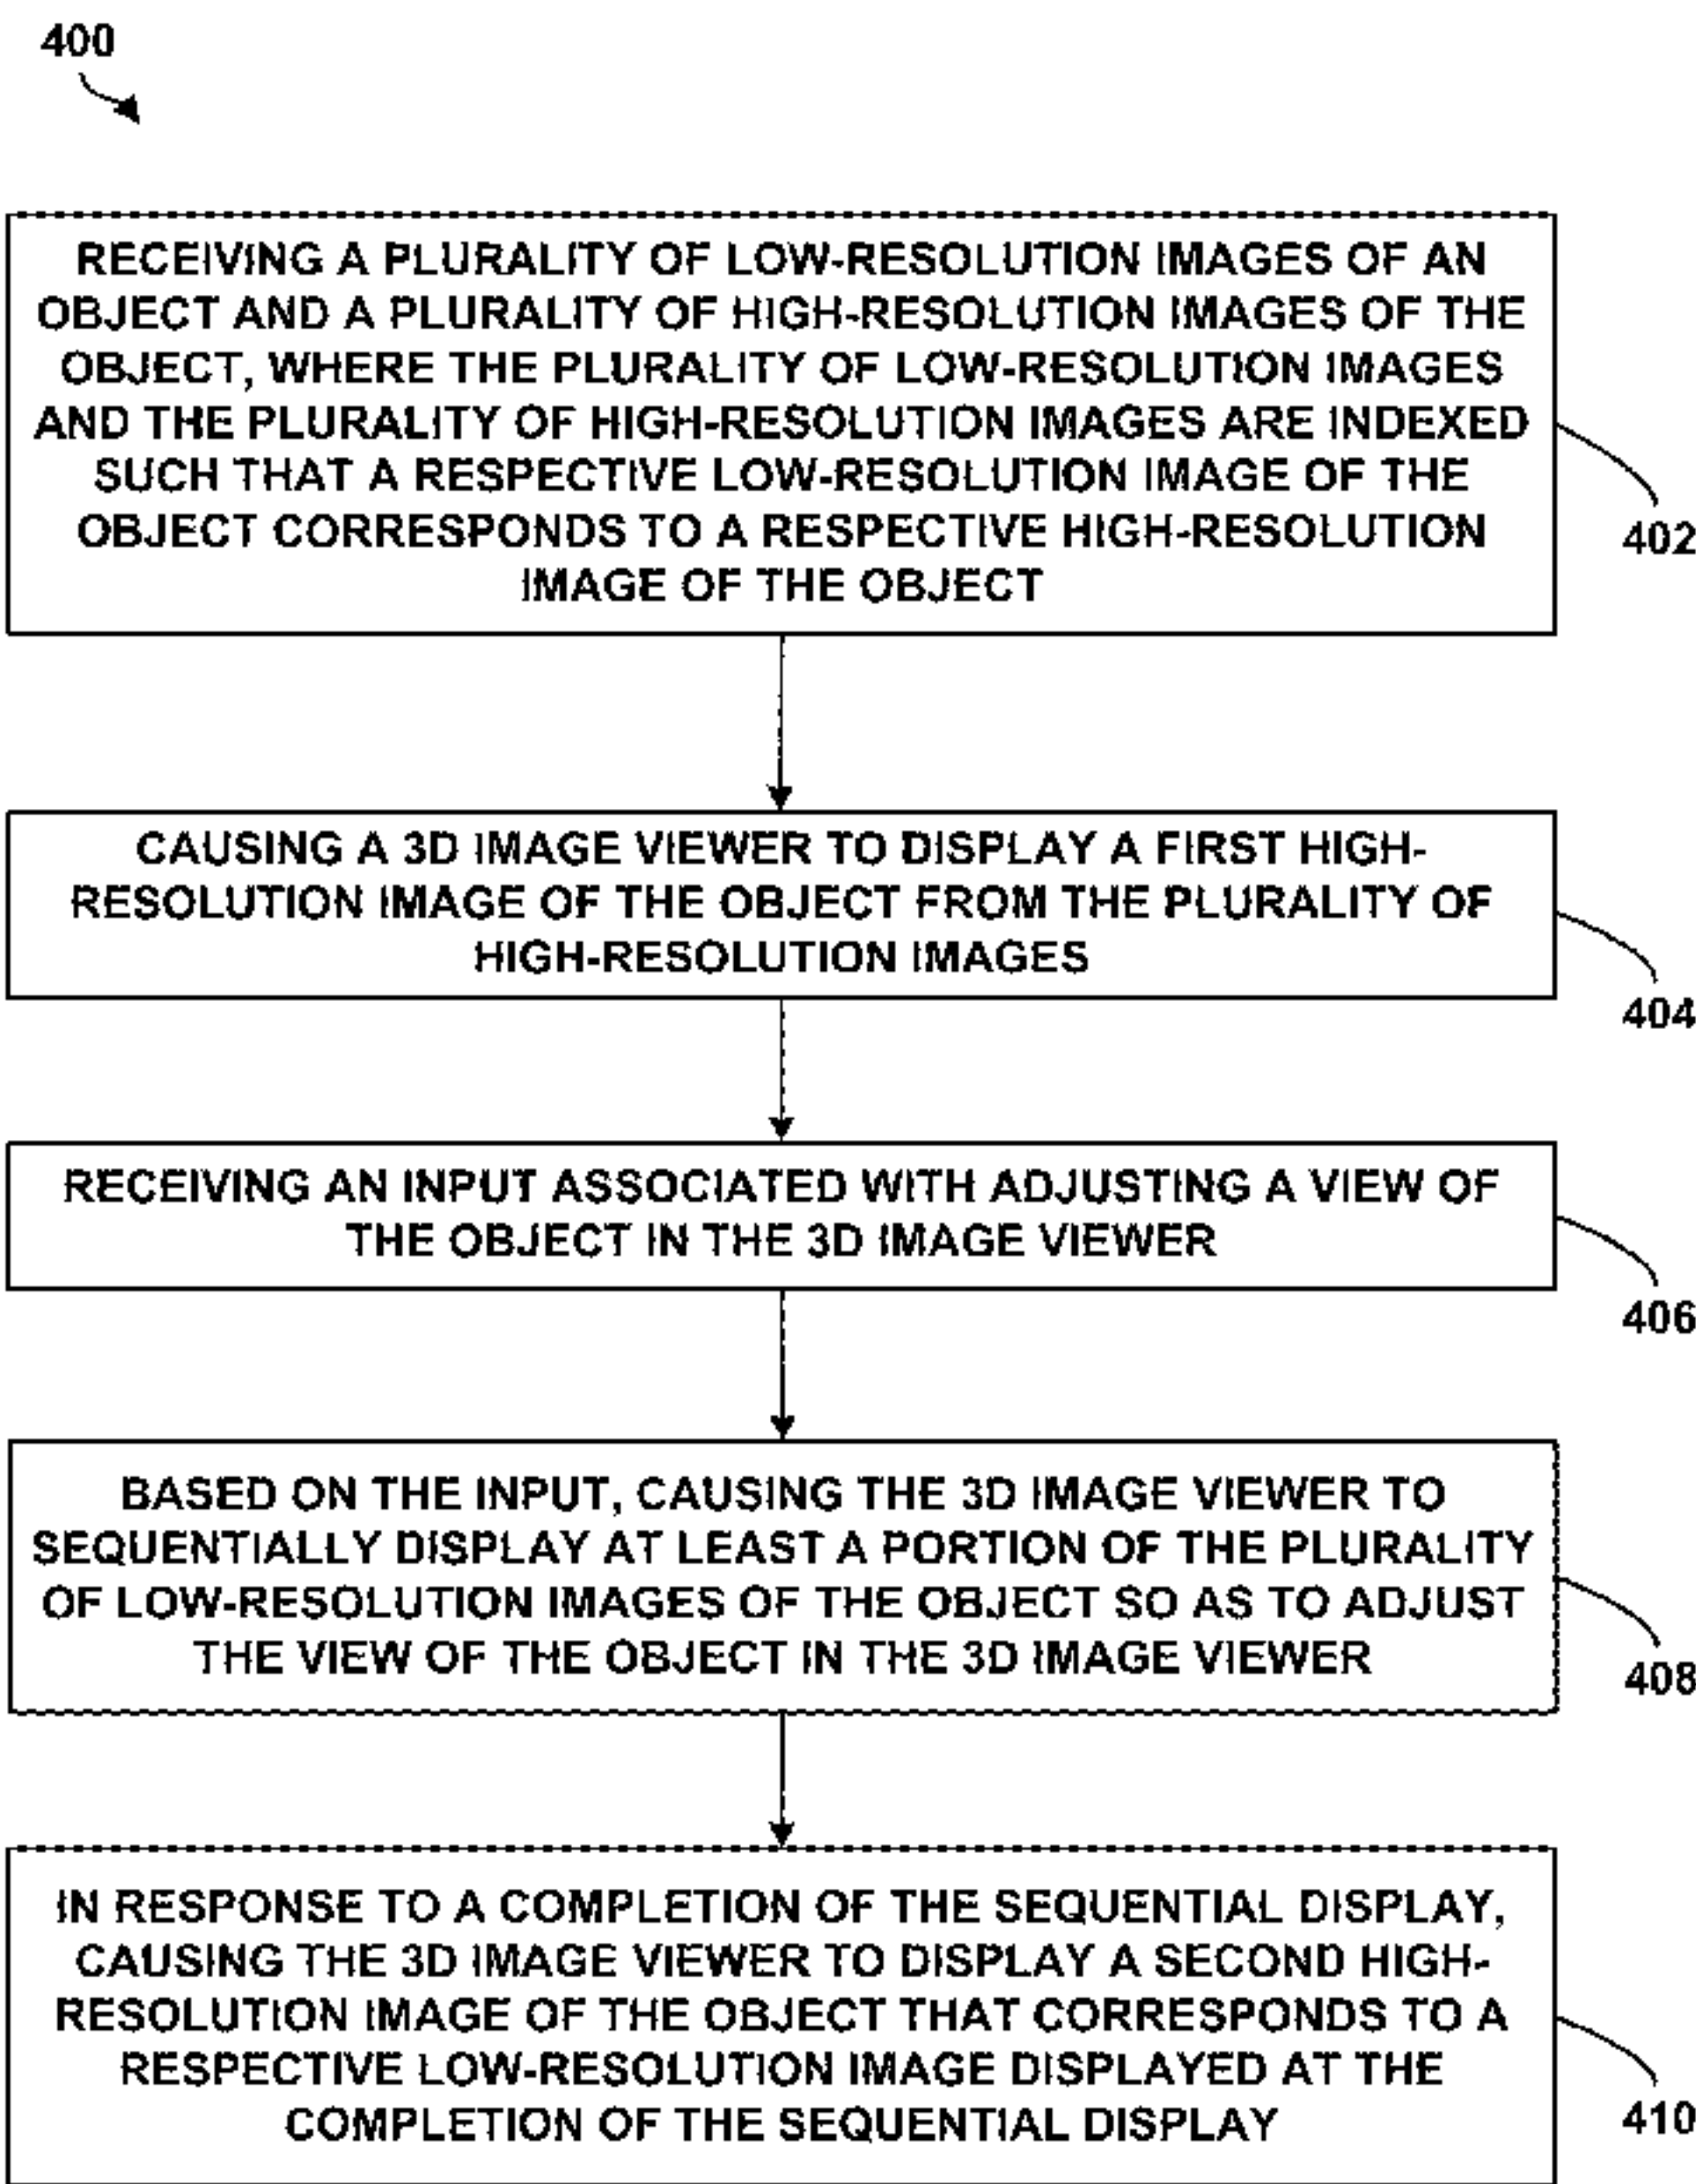 400
RECEIVING A PLURALITY OF LOW-RESOLUTION IMAGES OF AN
OBJECT AND A PLURALITY OF HIGH-RESOLUTION IMAGES OF THE
OBJECT, WHERE THE PLURALITY OF LOW-RESOLUTION IMAGES
AND THE PLURALITY OF HIGH-RESOLUTION IMAGES ARE INDEXED
SUCH THAT A RESPECTIVE LOW-RESOLUTION IMAGE OF THE
OBJECT CORRESPONDS TO A RESPECTIVE HIGH-RESOLUTION
IMAGE OF THE OBJECT
402
CAUSING A 3D IMAGE VIEWER TO DISPLAY A FIRST HIGH-
RESOLUTION IMAGE OF THE OBJECT FROM THE PLURALITY OF
HIGH-RESOLUTION IMAGES
404
RECEIVING AN INPUT ASSOCIATED WITH ADJUSTING A VIEW OF
THE OBJECT IN THE 3D IMAGE VIEWER
406
BASED ON THE INPUT, CAUSING THE 3D IMAGE VIEWER TO
SEQUENTIALLY DISPLAY AT LEAST A PORTION OF THE PLURALITY
OF LOW-RESOLUTION IMAGES OF THE OBJECT SO AS TO ADJUST
THE VIEW OF THE OBJECT IN THE 3D IMAGE VIEWER
408
IN RESPONSE TO A COMPLETION OF THE SEQUENTIAL DISPLAY,
CAUSING THE 3D IMAGE VIEWER TO DISPLAY A SECOND HIGH-
RESOLUTION IMAGE OF THE OBJECT THAT CORRESPONDS TO A
RESPECTIVE LOW-RESOLUTION IMAGE DISPLAYED AT THE
COMPLETION OF THE SEQUENTIAL DISPLAY
410